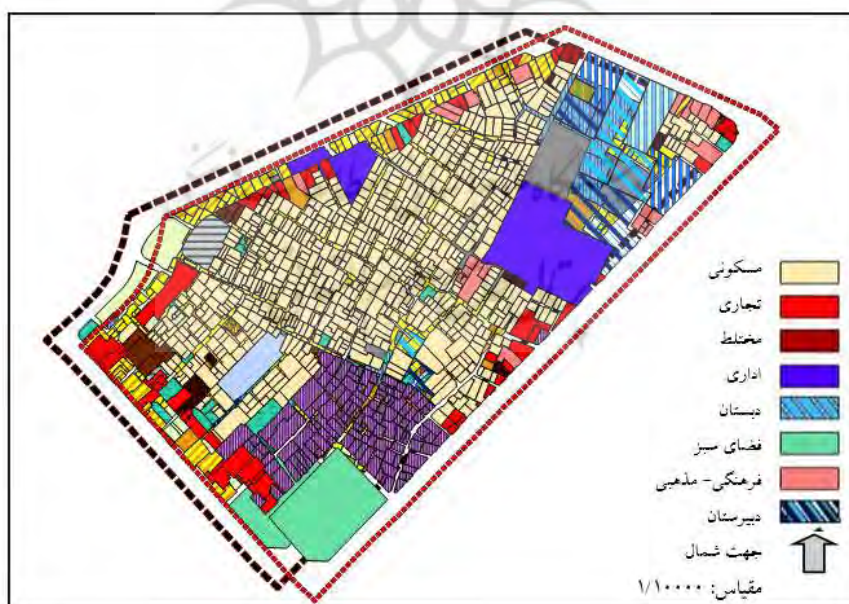 مسکونی
تجاری
مختلط
اداری
دبستان
فضای سبز
فرهنگی- مذهبی
دبیرستان
جهت شمال
مقیاس: ۱/۱۰۰۰۰